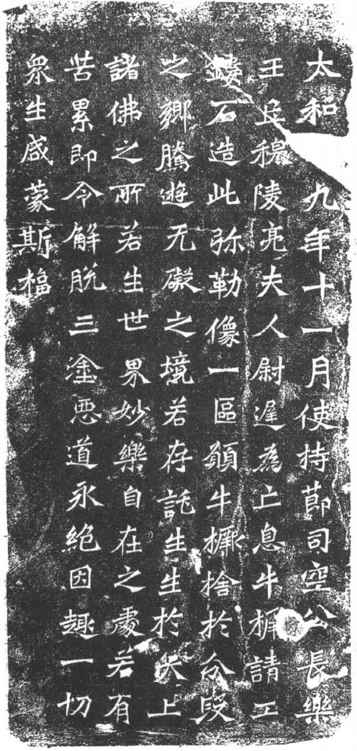 太和□九年十一月使持節司空公長樂
王丘穆陵亮夫人尉遲為亡息牛橛請工
鏤石造此弥勒像一區願牛橛捨於分段
之鄉騰遊无礙之境若存託生生於天上
諸佛之所若生世界妙樂自在之處若有
苦累即令解脫三塗惡道永絕因趣一切
眾生咸蒙斯福